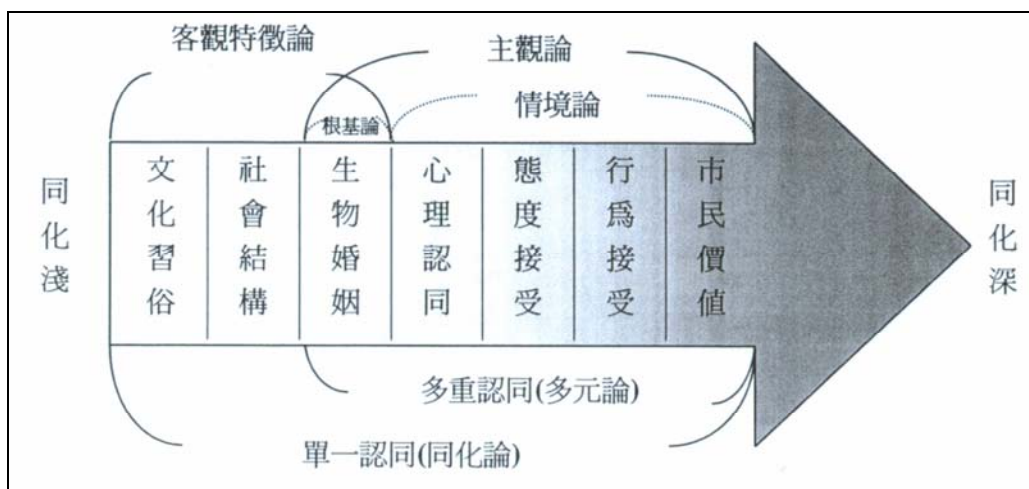 客觀特徵論
主觀論
情境論
根基論
同化淺
文化習俗
社會結構
生物婚姻
心理認同
態度接受
行為接受
市民價值
同化深
多重認同(多元論)
單一認同(同化論)